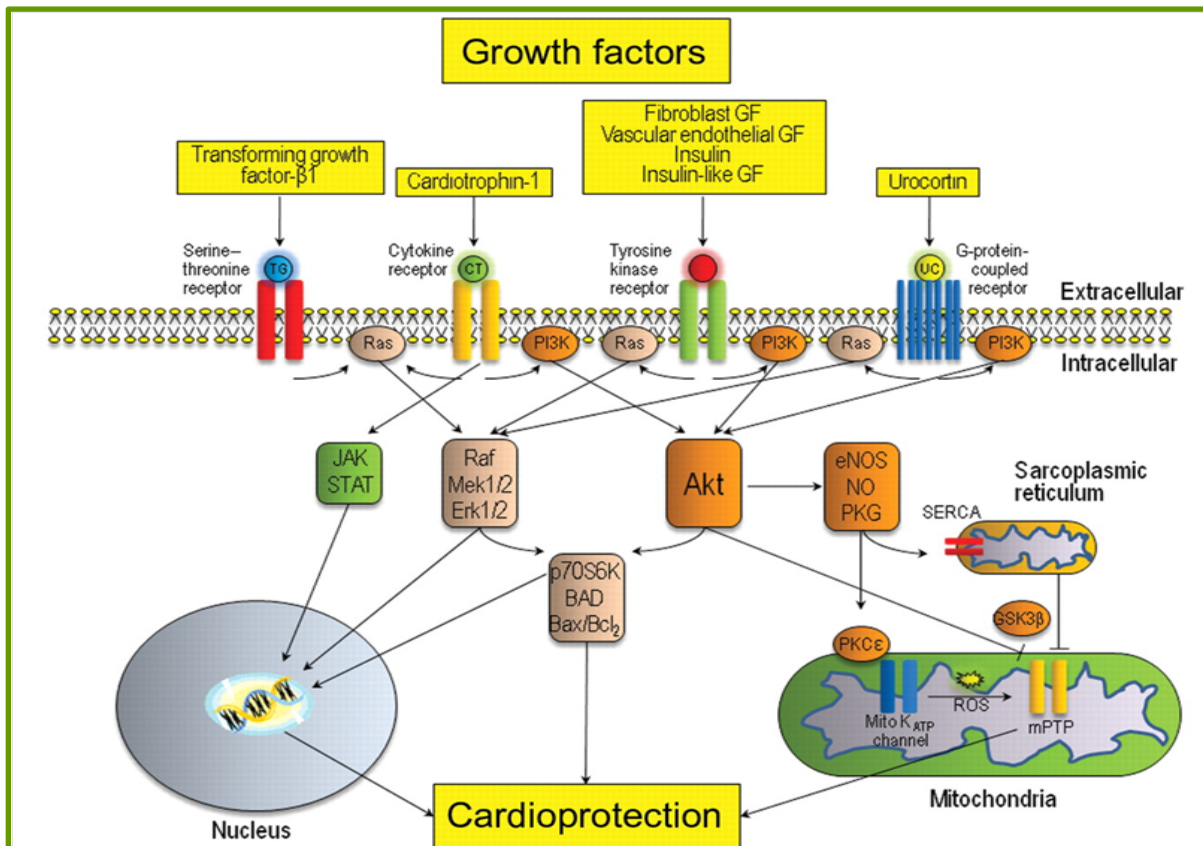 Growth factors
Fibroblast GF
Vascular endothelial GF
Insulin
Insulin-like GF
Transforming growth
factor-β1
Cardiotrophin-1
Urocortin
Serine–
threonine
receptor
TG
Cytokine
receptor
CT
Tyrosine
kinase
receptor
UC
G-protein-
coupled
receptor
Extracellular
Intracellular
Ras
PI3K
Ras
PI3K
Ras
PI3K
JAK
STAT
Raf
Mek1/2
Erk1/2
Akt
eNOS
NO
PKG
Sarcoplasmic
reticulum
SERCA
p70S6K
BAD
Bax/Bcl₂
GSK3β
PKCε
ROS
Mito K ATP
channel
mPTP
Mitochondria
Nucleus
Cardioprotection